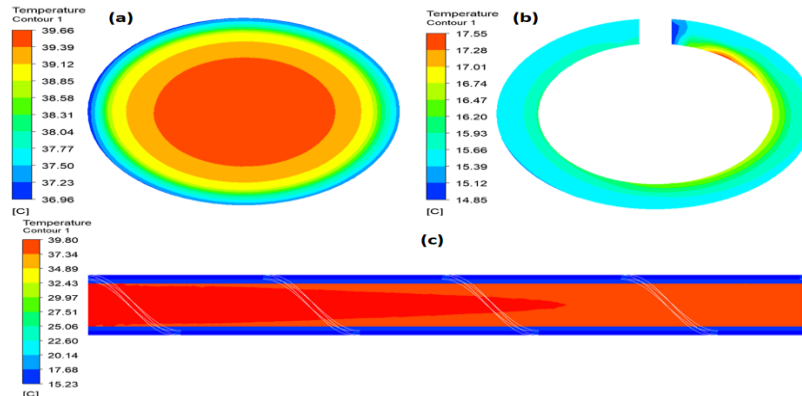 Temperature
Contour 1
(a)
39.66
39.39
39.12
38.85
38.58
38.31
38.04
37.77
37.50
37.23
36.96
[C]
Temperature
Contour 1
(b)
17.55
17.28
17.01
16.74
16.47
16.20
15.93
15.66
15.39
15.12
14.85
[C]
Temperature
Contour 1
(c)
39.80
37.34
34.89
32.43
29.97
27.51
25.06
22.60
20.14
17.68
15.23
[C]